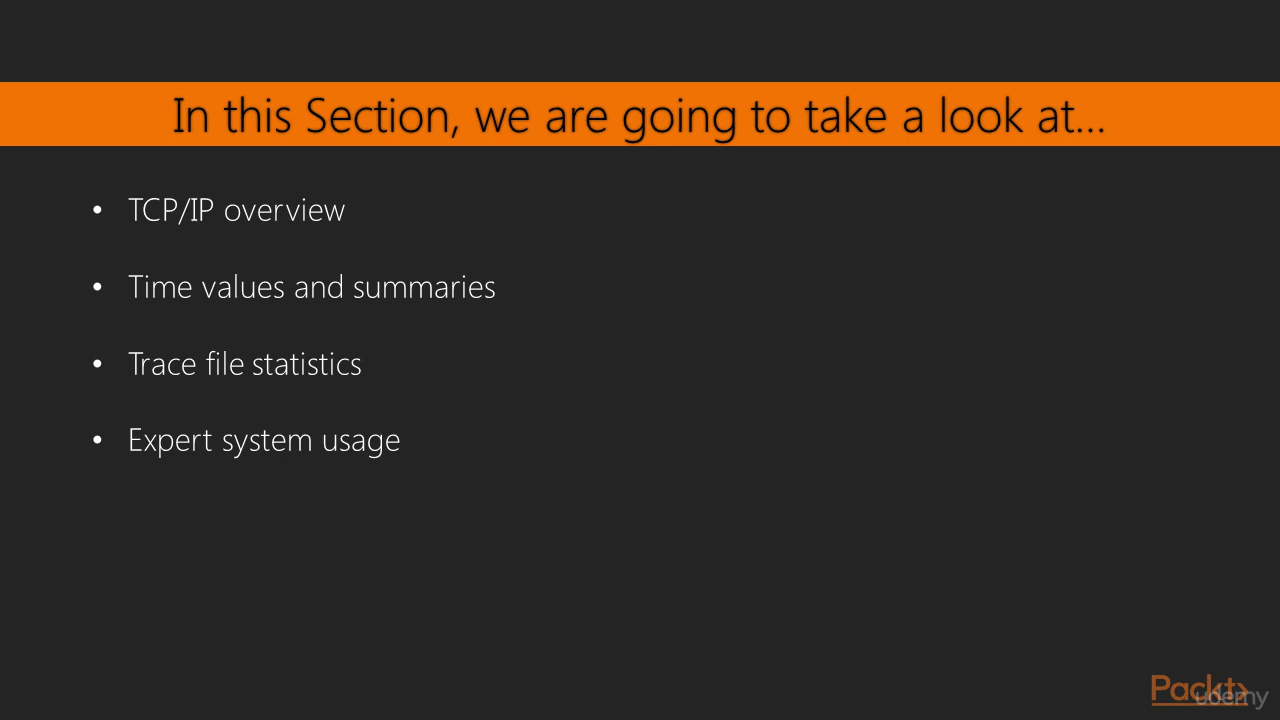 In this Section, we are going to take a look at...
• TCP/IP overview
• Time values and summaries
• Trace file statistics
• Expert system usage
Packt>
udemy